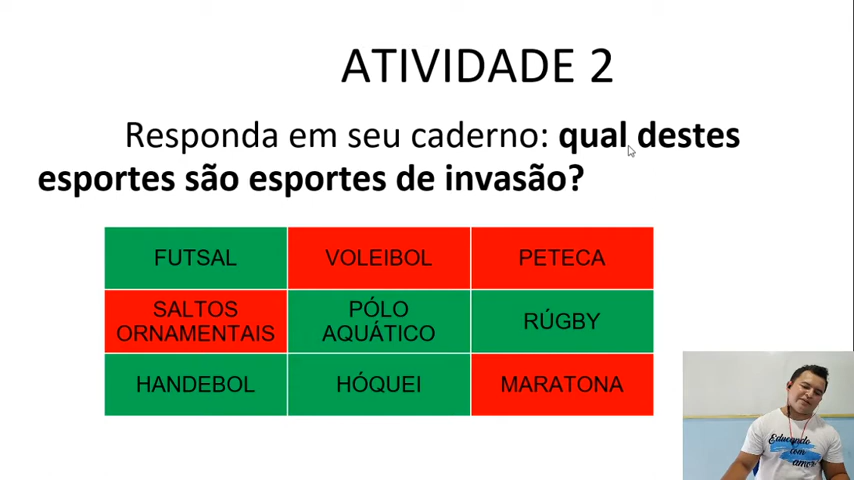 ATIVIDADE 2
Responda em seu caderno: qual destes
esportes são esportes de invasão?
FUTSAL
VOLEIBOL
PETECA
SALTOS
ORNAMENTAIS
PÓLO
AQUÁTICO
RÚGBY
HANDEBOL
HÓQUEI
MARATONA
Educando
com
amor